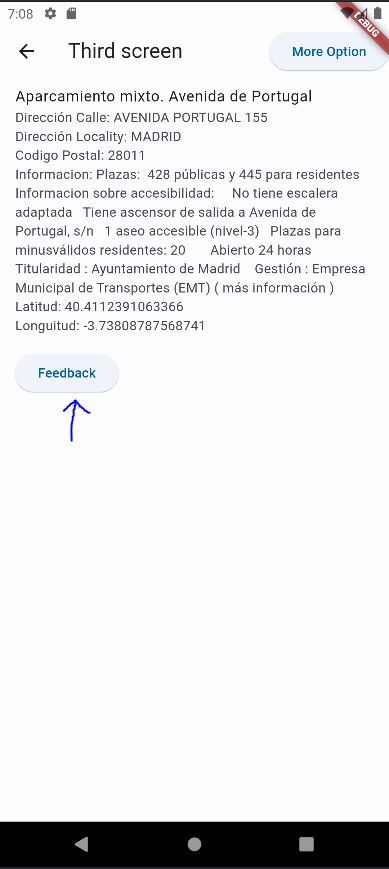 7:08
DEBUG
Third screen
More Option
Aparcamiento mixto. Avenida de Portugal
Dirección Calle: AVENIDA PORTUGAL 155
Dirección Locality: MADRID
Codigo Postal: 28011
Informacion: Plazas:  428 públicas y 445 para residentes
Informacion sobre accesibilidad:     No tiene escalera
adaptada   Tiene ascensor de salida a Avenida de
Portugal, s/n   1 aseo accesible (nivel-3)   Plazas para
minusválidos residentes: 20      Abierto 24 horas
Titularidad : Ayuntamiento de Madrid    Gestión : Empresa
Municipal de Transportes (EMT) ( más información )
Latitud: 40.4112391063366
Longuitud: -3.73808787568741
Feedback